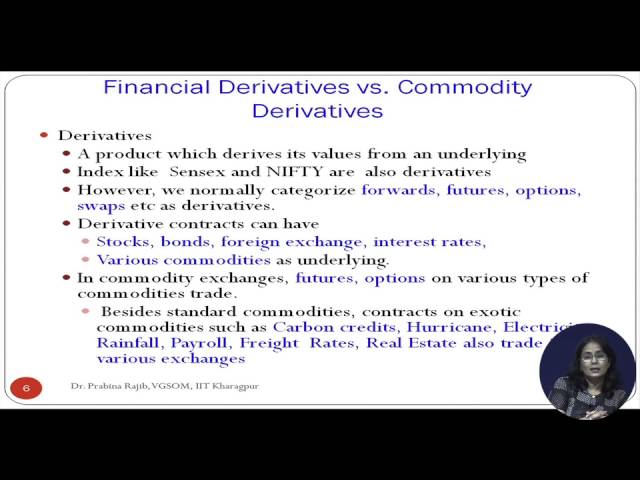 Financial Derivatives vs. Commodity
Derivatives
Derivatives
A product which derives its values from an underlying
Index like Sensex and NIFTY are also derivatives
However, we normally categorize forwards, futures, options,
swaps etc as derivatives.
Derivative contracts can have
Stocks, bonds, foreign exchange, interest rates,
Various commodities as underlying.
In commodity exchanges, futures, options on various types of
commodities trade.
Besides standard commodities, contracts on exotic
commodities such as Carbon credits, Hurricane,
Rainfall, Payroll, Freight Rates, Real Estate also trade
various exchanges
6
Dr. Prabina Rajib, VGSOM, IIT Kharagpur